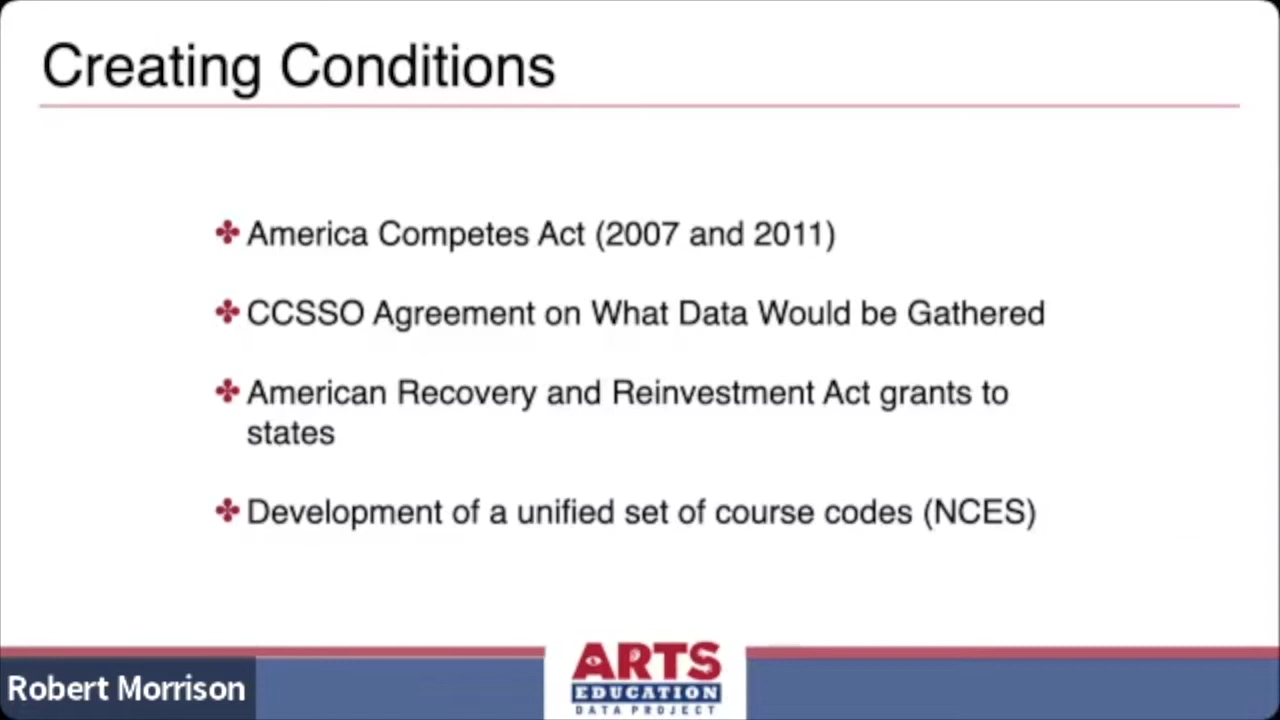 Creating Conditions
America Competes Act (2007 and 2011)
CCSSO Agreement on What Data Would be Gathered
American Recovery and Reinvestment Act grants to
states
Development of a unified set of course codes (NCES)
ARTS
EDUCATION
DATA PROJECT
Robert Morrison